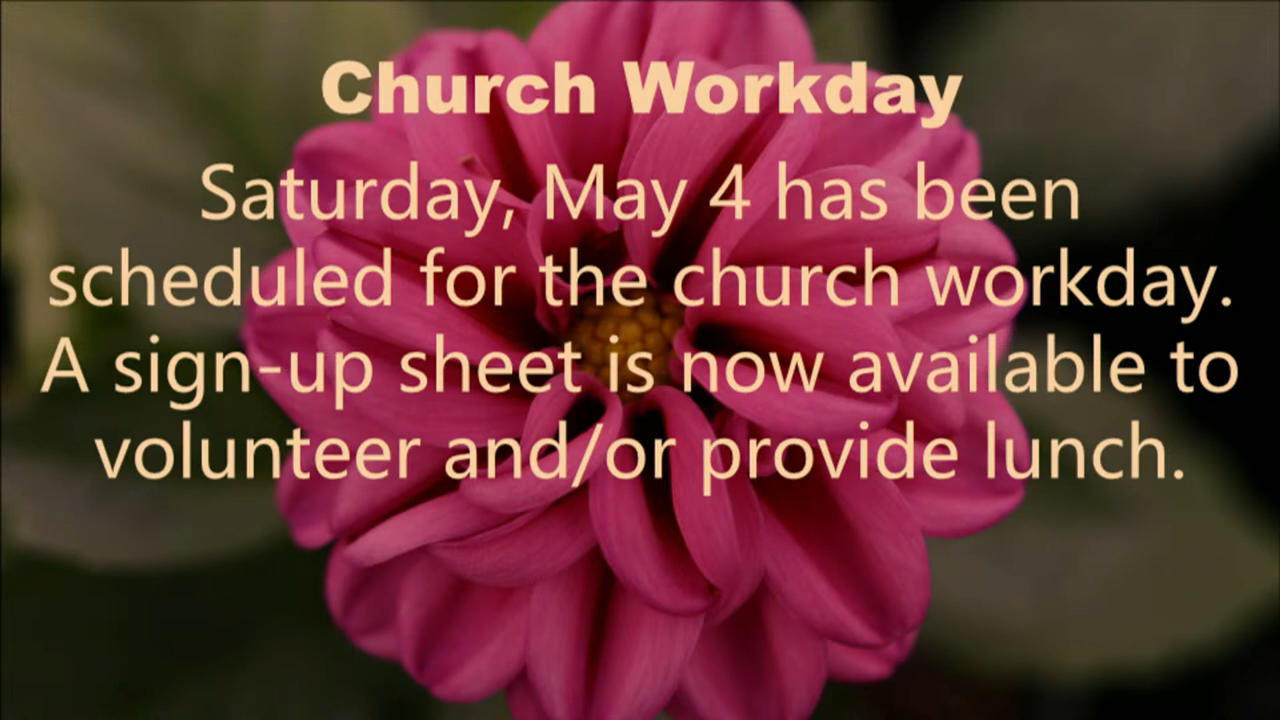 Church Workday
Saturday, May 4 has been
scheduled for the church workday.
A sign-up sheet is now available to
volunteer and/or provide lunch.